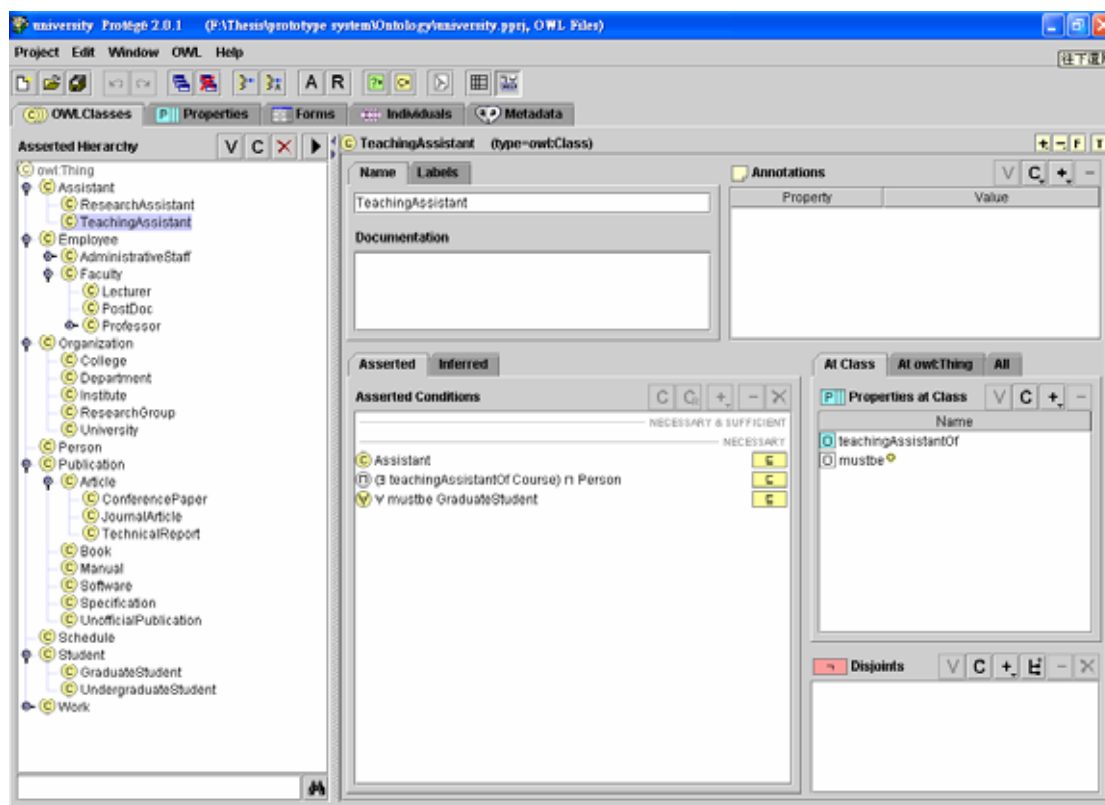 university Protégé 2.0.1 (F:\Thesis\prototype system\Ontology\university.pprj, OWL Files)
Project Edit Window OWL Help
往下還原
A R
OWLClasses Properties Forms Individuals Metadata
Asserted Hierarchy V C
owl:Thing
C Assistant
C ResearchAssistant
C TeachingAssistant
C Employee
C AdministrativeStaff
C Faculty
C Lecturer
C PostDoc
C Professor
C Organization
C College
C Department
C Institute
C ResearchGroup
C University
C Person
C Publication
C Article
C ConferencePaper
C JournalArticle
C TechnicalReport
C Book
C Manual
C Software
C Specification
C UnofficialPublication
C Schedule
C Student
C GraduateStudent
C UndergraduateStudent
C Work
C TeachingAssistant (type=owl:Class) + - F T
Name Labels
TeachingAssistant
Documentation
Annotations V C + -
Property Value
Asserted Inferred
Asserted Conditions C C + - X
NECESSARY & SUFFICIENT
NECESSARY
C Assistant ⊆
⊓ (∃ teachingAssistantOf Course) ⊓ Person ⊆
∀ ∀ mustbe GraduateStudent ⊆
At Class At owl:Thing All
P Properties at Class V C + -
Name
O teachingAssistantOf
O mustbe
¬ Disjoints V C + - X